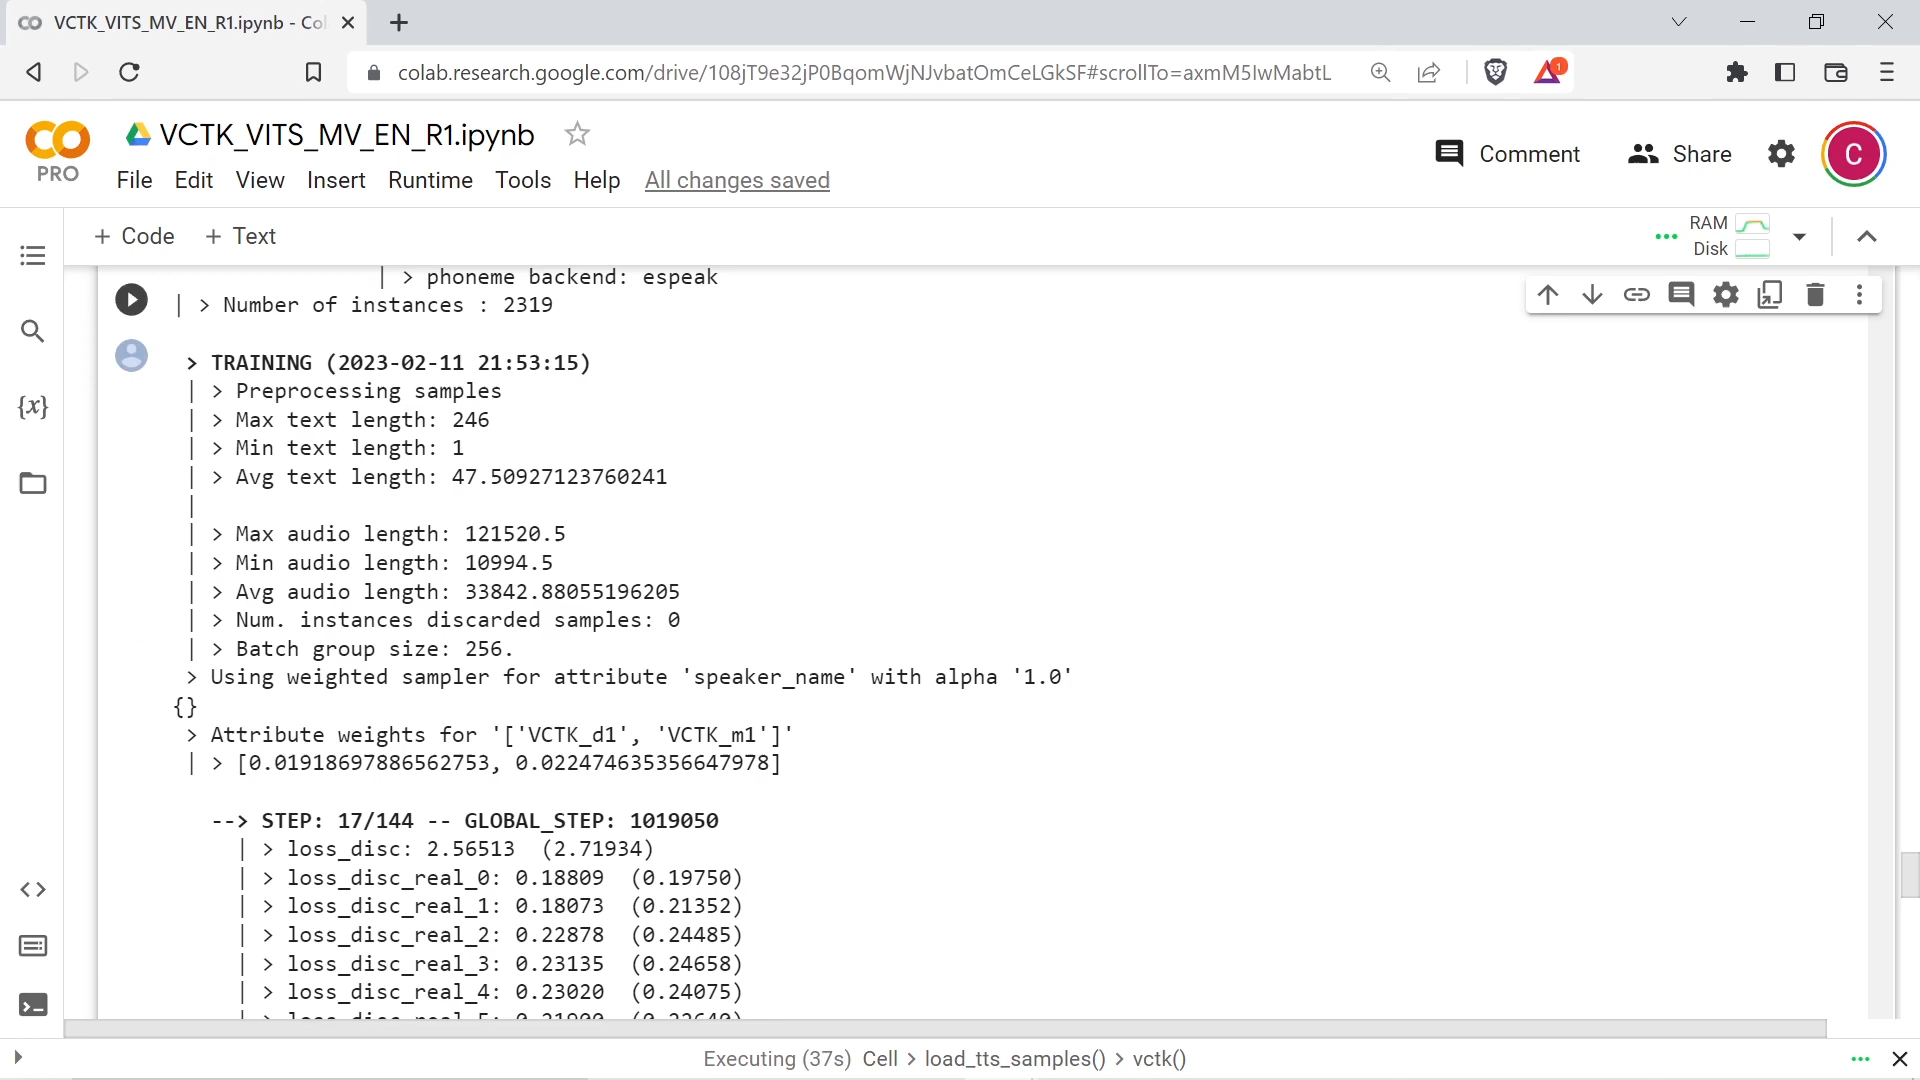 VCTK_VITS_MV_EN_R1.ipynb - Col
colab.research.google.com/drive/108jT9e32jP0BqomWjNJvbatOmCeLGkSF#scrollTo=axmM5IwMabtL
1
PRO
VCTK_VITS_MV_EN_R1.ipynb
File Edit View Insert Runtime Tools Help All changes saved
Comment
Share
C
+ Code + Text
RAM
Disk
| > phoneme backend: espeak
| > Number of instances : 2319
> TRAINING (2023-02-11 21:53:15)
| > Preprocessing samples
| > Max text length: 246
| > Min text length: 1
| > Avg text length: 47.50927123760241
|
| > Max audio length: 121520.5
| > Min audio length: 10994.5
| > Avg audio length: 33842.88055196205
| > Num. instances discarded samples: 0
| > Batch group size: 256.
> Using weighted sampler for attribute 'speaker_name' with alpha '1.0'
{}
> Attribute weights for '['VCTK_d1', 'VCTK_m1']'
| > [0.01918697886562753, 0.022474635356647978]
--> STEP: 17/144 -- GLOBAL_STEP: 1019050
| > loss_disc: 2.56513 (2.71934)
| > loss_disc_real_0: 0.18809 (0.19750)
| > loss_disc_real_1: 0.18073 (0.21352)
| > loss_disc_real_2: 0.22878 (0.24485)
| > loss_disc_real_3: 0.23135 (0.24658)
| > loss_disc_real_4: 0.23020 (0.24075)
| > loss_disc_real_5: 0.21900 (0.22640)
Executing (37s) Cell > load_tts_samples() > vctk()